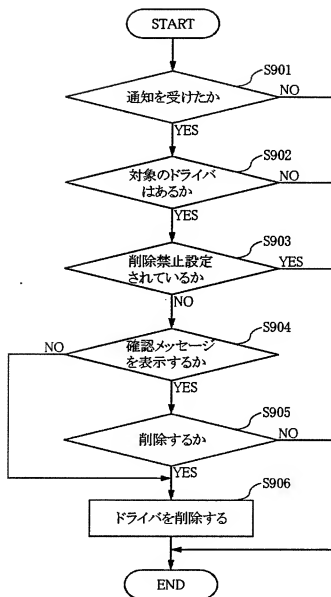 START
S901
通知を受けたか
NO
YES
S902
対象のドライバ
はあるか
NO
YES
S903
削除禁止設定
されているか
YES
NO
S904
確認メッセージ
を表示するか
NO
YES
S905
削除するか
NO
YES
S906
ドライバを削除する
END